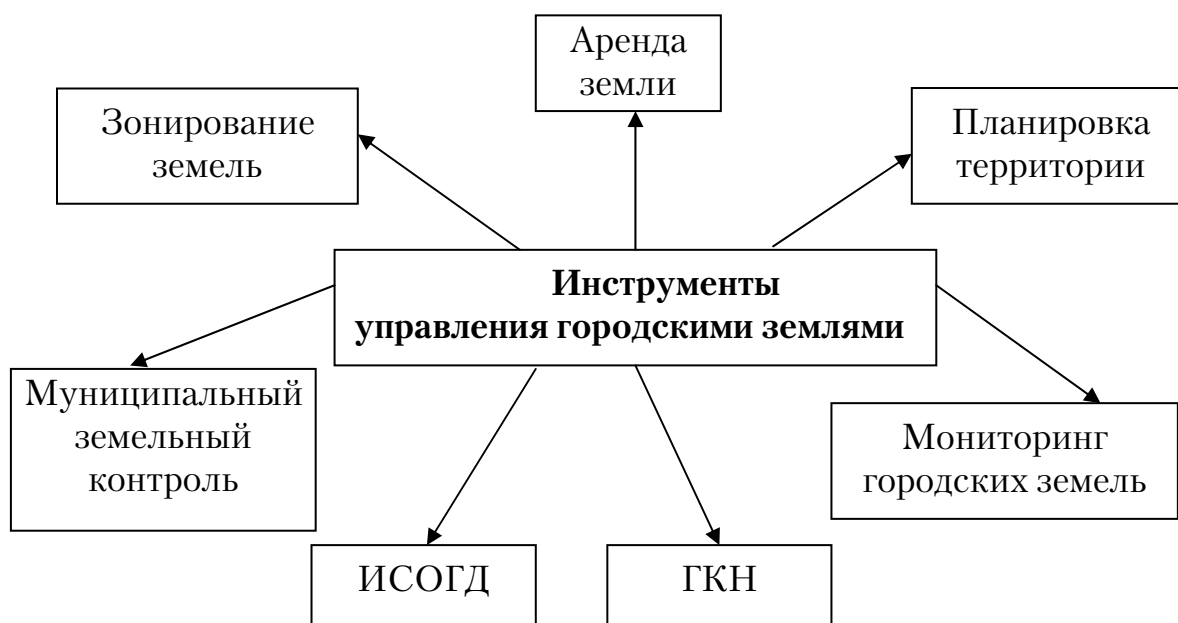 Аренда
земли
Зонирование
земель
Планировка
территории
Инструменты
управления городскими землями
Муниципальный
земельный
контроль
Мониторинг
городских земель
ИСОГД
ГКН